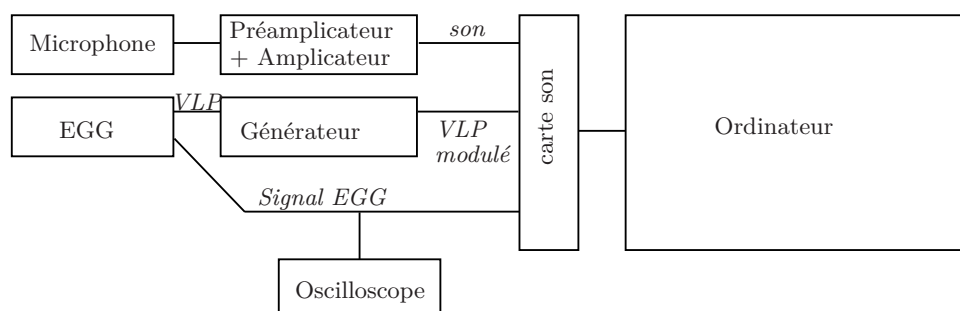 Microphone
Préamplicateur
+ Amplicateur
son
VLP
EGG
Générateur
VLP
modulé
Signal EGG
Oscilloscope
carte son
Ordinateur